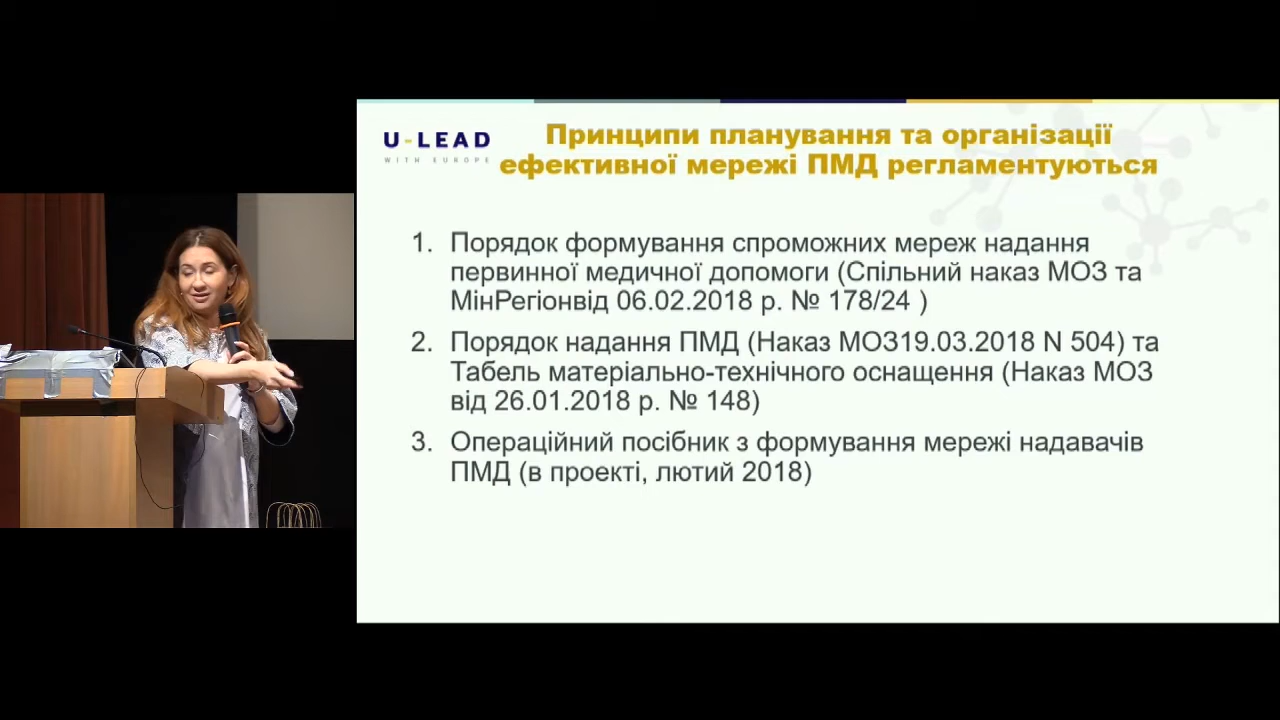 U-LEAD
WITH EUROPE
Принципи планування та організації
ефективної мережі ПМД регламентуються
1. Порядок формування спроможних мереж надання
первинної медичної допомоги (Спільний наказ МОЗ та
МінРегіонвід 06.02.2018 р. № 178/24 )
2. Порядок надання ПМД (Наказ МОЗ19.03.2018 N 504) та
Табель матеріально-технічного оснащення (Наказ МОЗ
від 26.01.2018 р. № 148)
3. Операційний посібник з формування мережі надавачів
ПМД (в проекті, лютий 2018)